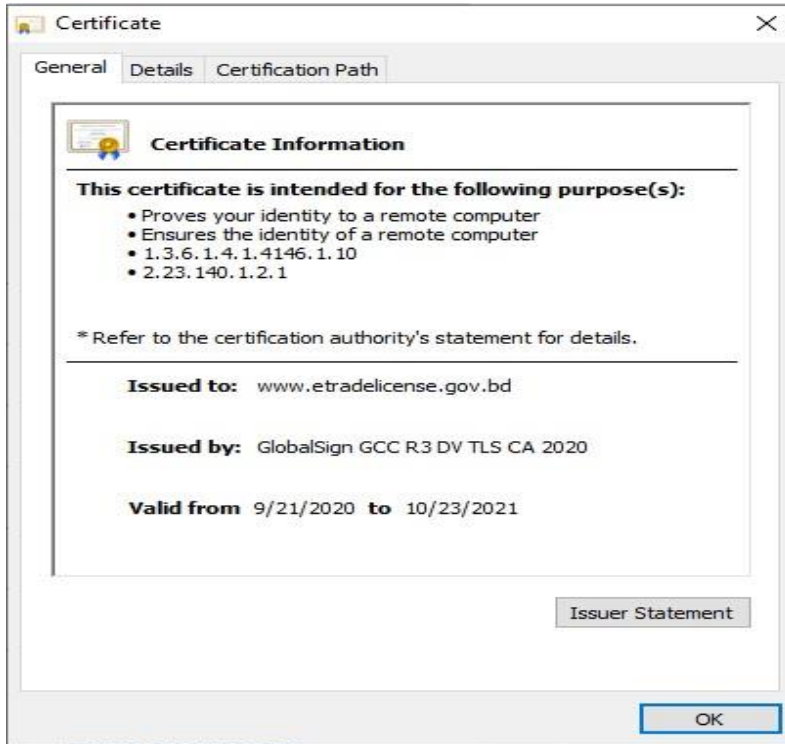 Certificate
General Details Certification Path
Certificate Information
This certificate is intended for the following purpose(s):
• Proves your identity to a remote computer
• Ensures the identity of a remote computer
• 1.3.6.1.4.1.4146.1.10
• 2.23.140.1.2.1
* Refer to the certification authority's statement for details.
Issued to: www.etradelicense.gov.bd
Issued by: GlobalSign GCC R3 DV TLS CA 2020
Valid from 9/21/2020 to 10/23/2021
Issuer Statement
OK